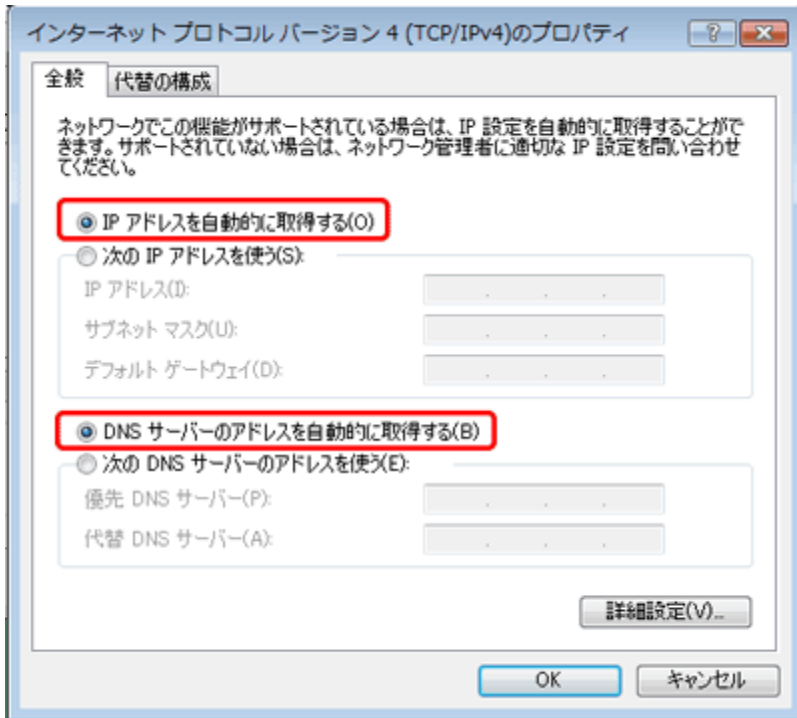 インターネット プロトコル バージョン 4 (TCP/IPv4)のプロパティ
全般
代替の構成
ネットワークでこの機能がサポートされている場合は、IP 設定を自動的に取得することがで
きます。サポートされていない場合は、ネットワーク管理者に適切な IP 設定を問い合わせ
てください。
IP アドレスを自動的に取得する(O)
次の IP アドレスを使う(S):
IP アドレス(I):
サブネット マスク(U):
デフォルト ゲートウェイ(D):
DNS サーバーのアドレスを自動的に取得する(B)
次の DNS サーバーのアドレスを使う(E):
優先 DNS サーバー(P):
代替 DNS サーバー(A):
詳細設定(V)...
OK
キャンセル